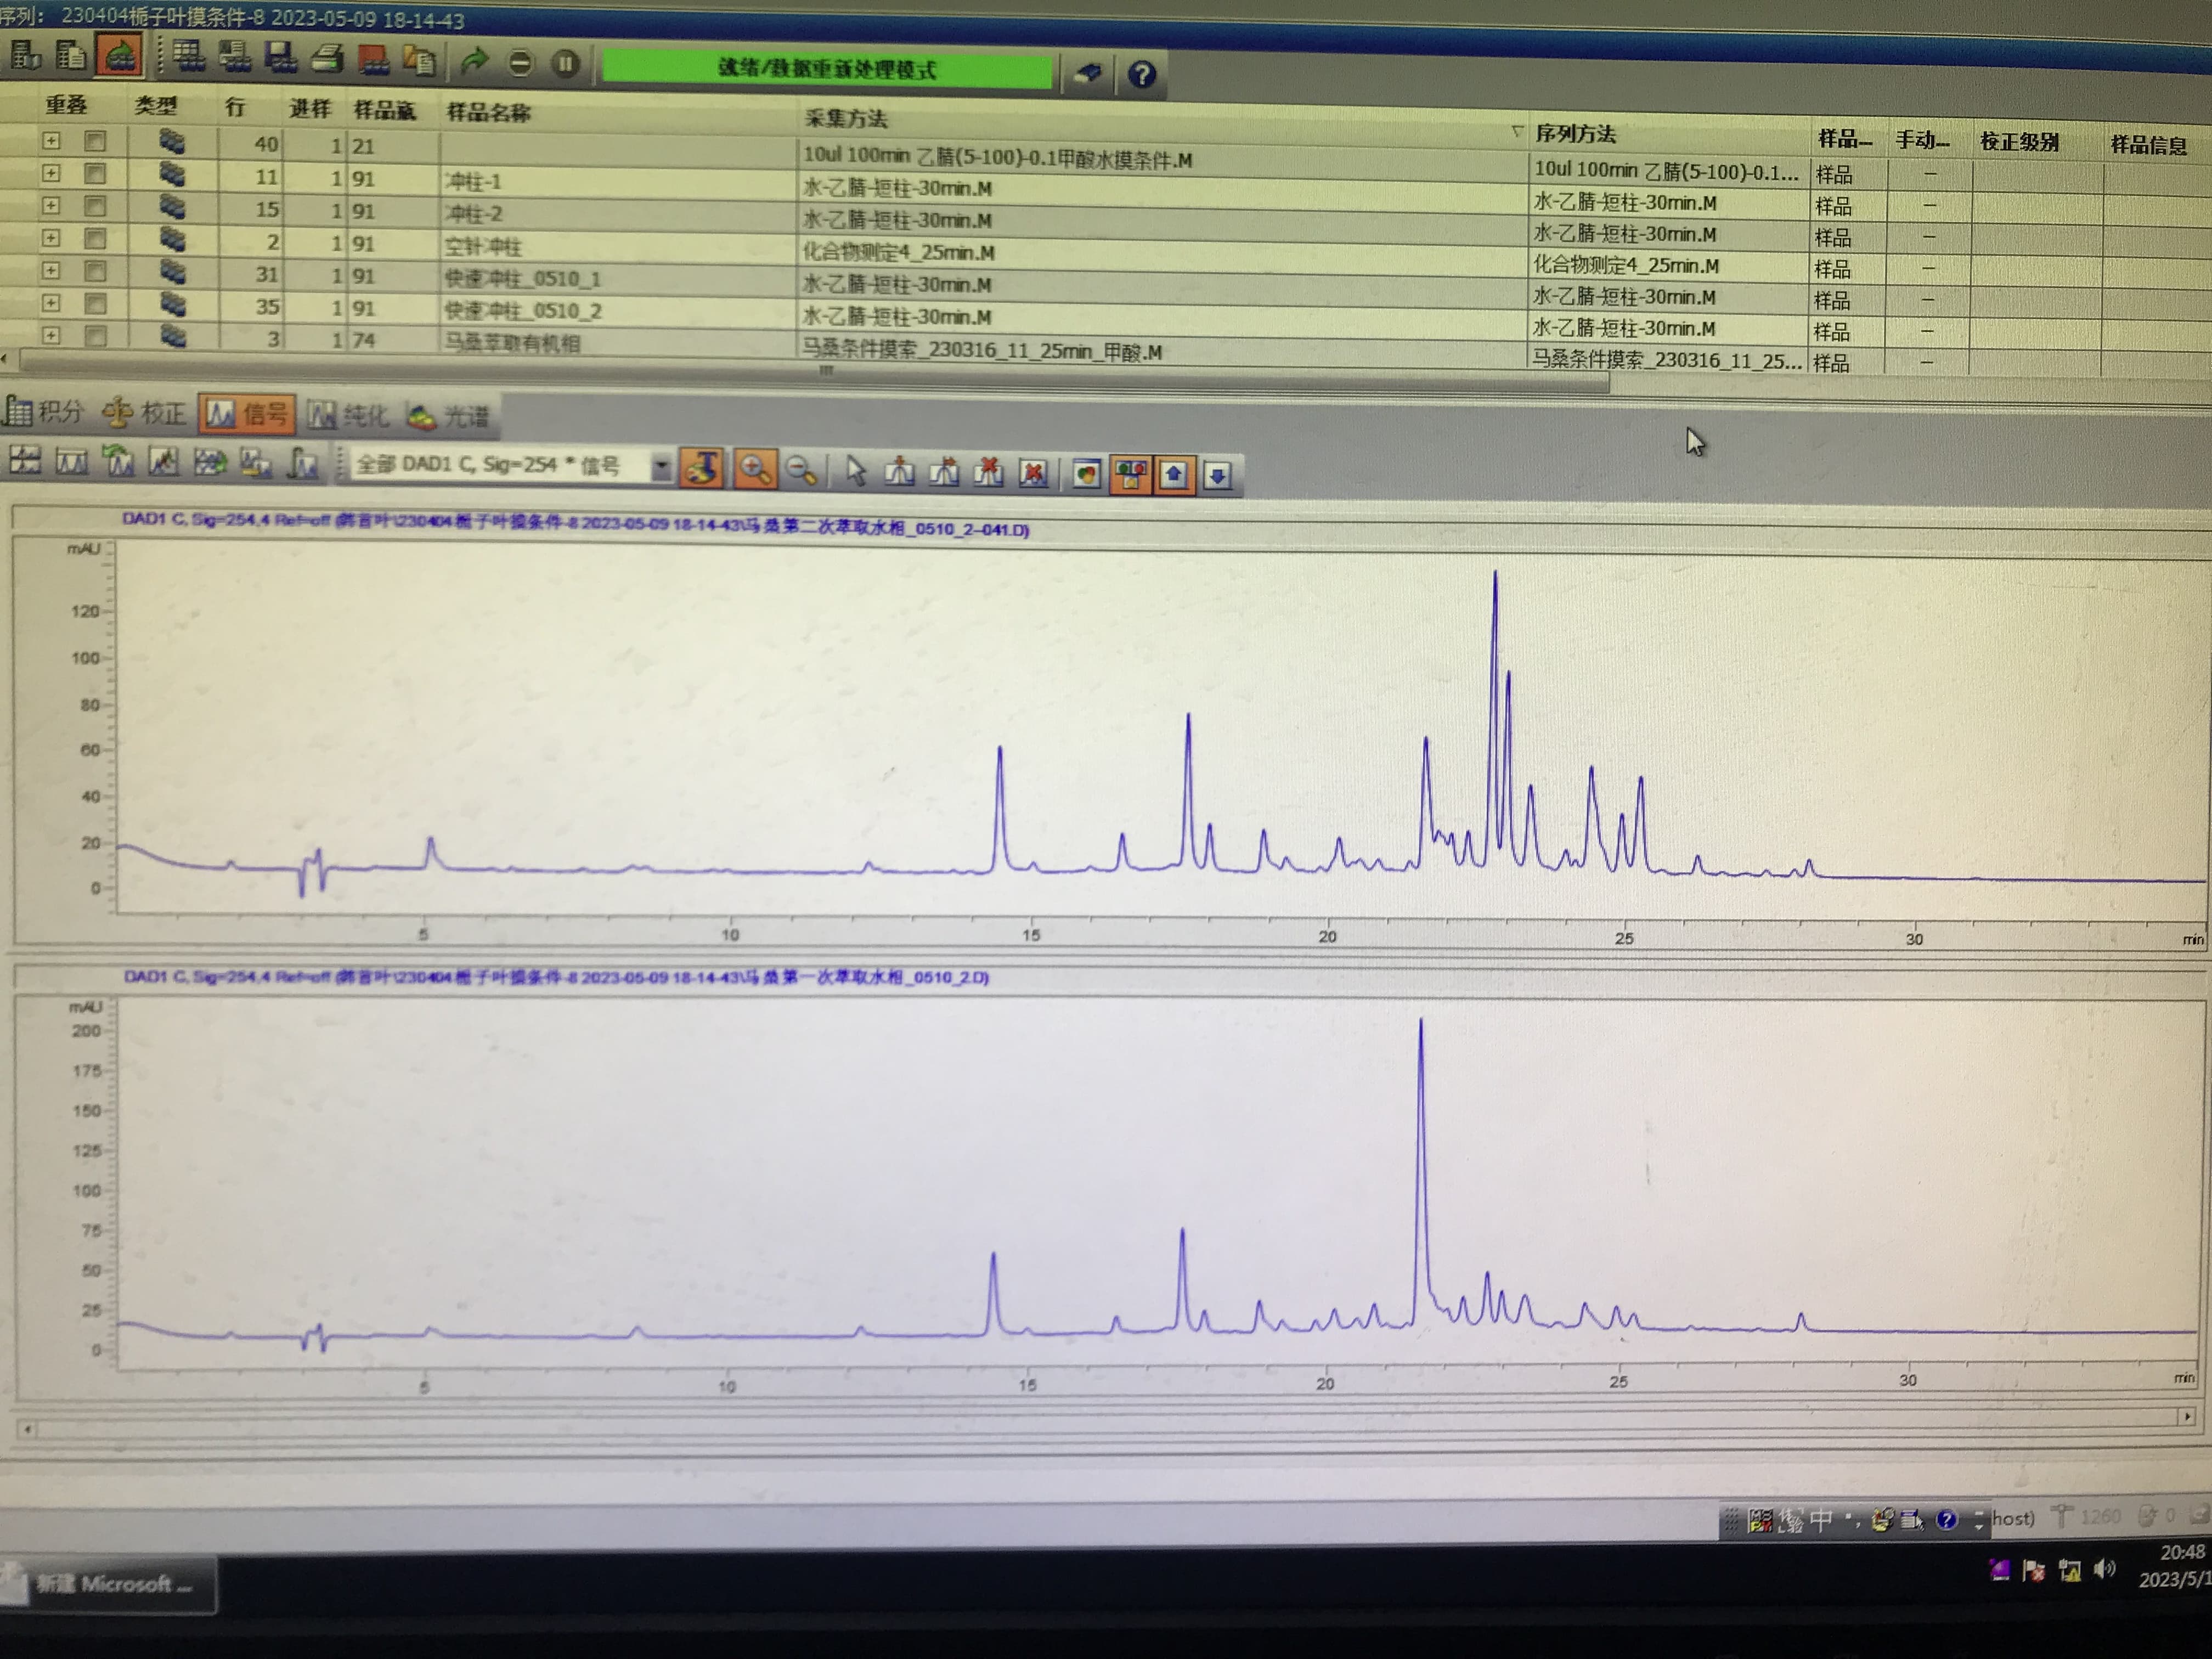 序列: 230404栀子叶摸条件-8 2023-05-09 18-14-43
就绪/数据重新处理模式
重叠 类型 行 进样 样品瓶 样品名称 采集方法 序列方法 样品... 手动... 校正级别 样品信息
40 1 21 10ul 100min 乙腈(5-100)-0.1甲酸水摸条件.M 10ul 100min 乙腈(5-100)-0.1... 样品 —
11 1 91 冲柱-1 水-乙腈-短柱-30min.M 水-乙腈-短柱-30min.M 样品 —
15 1 91 冲柱-2 水-乙腈-短柱-30min.M 水-乙腈-短柱-30min.M 样品 —
2 1 91 空针冲柱 化合物测定4_25min.M 化合物测定4_25min.M 样品 —
31 1 91 快速冲柱_0510_1 水-乙腈-短柱-30min.M 水-乙腈-短柱-30min.M 样品 —
35 1 91 快速冲柱_0510_2 水-乙腈-短柱-30min.M 水-乙腈-短柱-30min.M 样品 —
3 1 74 马桑萃取有机相 马桑条件摸索_230316_11_25min_甲酸.M 马桑条件摸索_230316_11_25... 样品 —
积分 校正 信号 纯化 光谱
全部 DAD1 C, Sig=254 * 信号
DAD1 C, Sig=254,4 Ref=off (韩苔叶\230404栀子叶摸条件-8 2023-05-09 18-14-43\马桑第二次萃取水相_0510_2--041.D)
mAU
120
100
80
60
40
20
0
5 10 15 20 25 30 min
DAD1 C, Sig=254,4 Ref=off (韩苔叶\230404栀子叶摸条件-8 2023-05-09 18-14-43\马桑第一次萃取水相_0510_2.D)
mAU
200
175
150
125
100
75
50
25
0
5 10 15 20 25 30 min
中 host) 1260 0
新建 Microsoft ...
20:48
2023/5/1